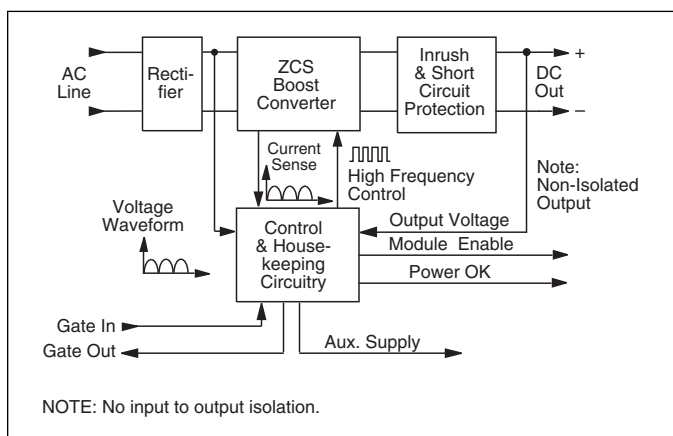 AC
Line
Recti-
fier
ZCS
Boost
Converter
Inrush
& Short
Circuit
Protection
+
DC
Out
–
Current
Sense
High Frequency
Control
Note:
Non-Isolated
Output
Voltage
Waveform
Control
& House-
keeping
Circuitry
Output Voltage
Module Enable
Power OK
Gate In
Gate Out
Aux. Supply
NOTE: No input to output isolation.